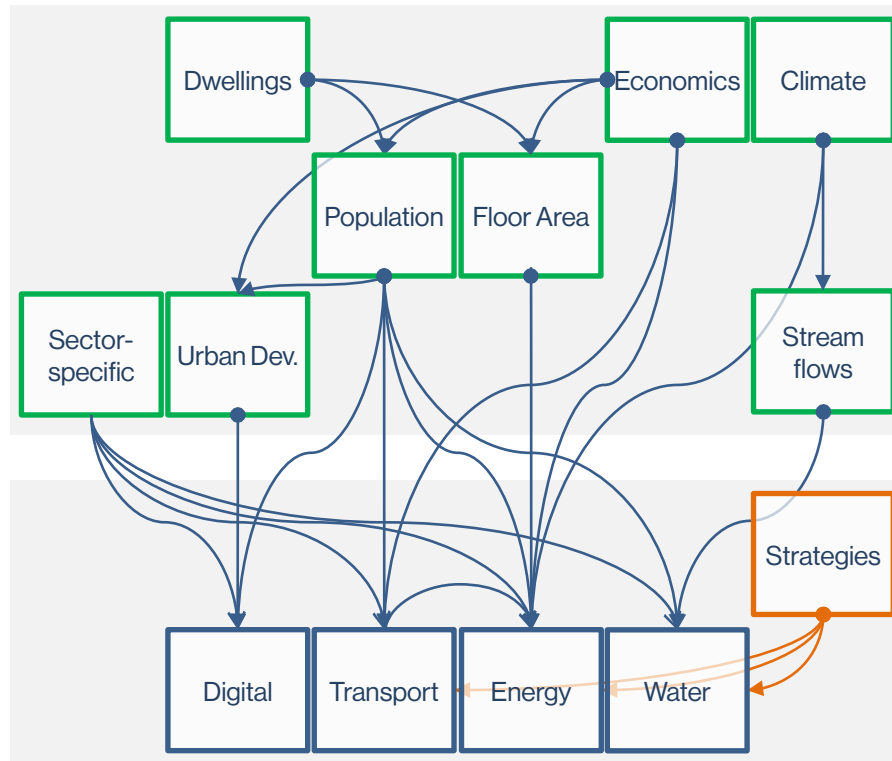 Dwellings
Economics
Climate
Population
Floor Area
Sector-
specific
Urban Dev.
Stream
flows
Strategies
Digital
Transport
Energy
Water